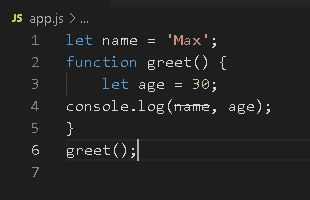 JS app.js > ...
1 let name = 'Max';
2 function greet() {
3     let age = 30;
4 console.log(name, age);
5 }
6 greet();
7